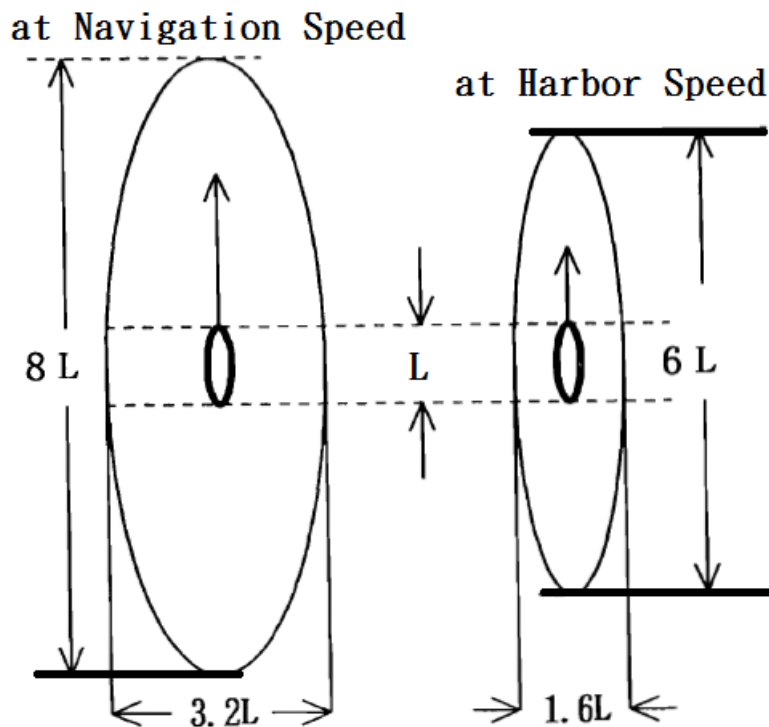 at Navigation Speed
at Harbor Speed
8 L
L
6 L
3.2L
1.6L